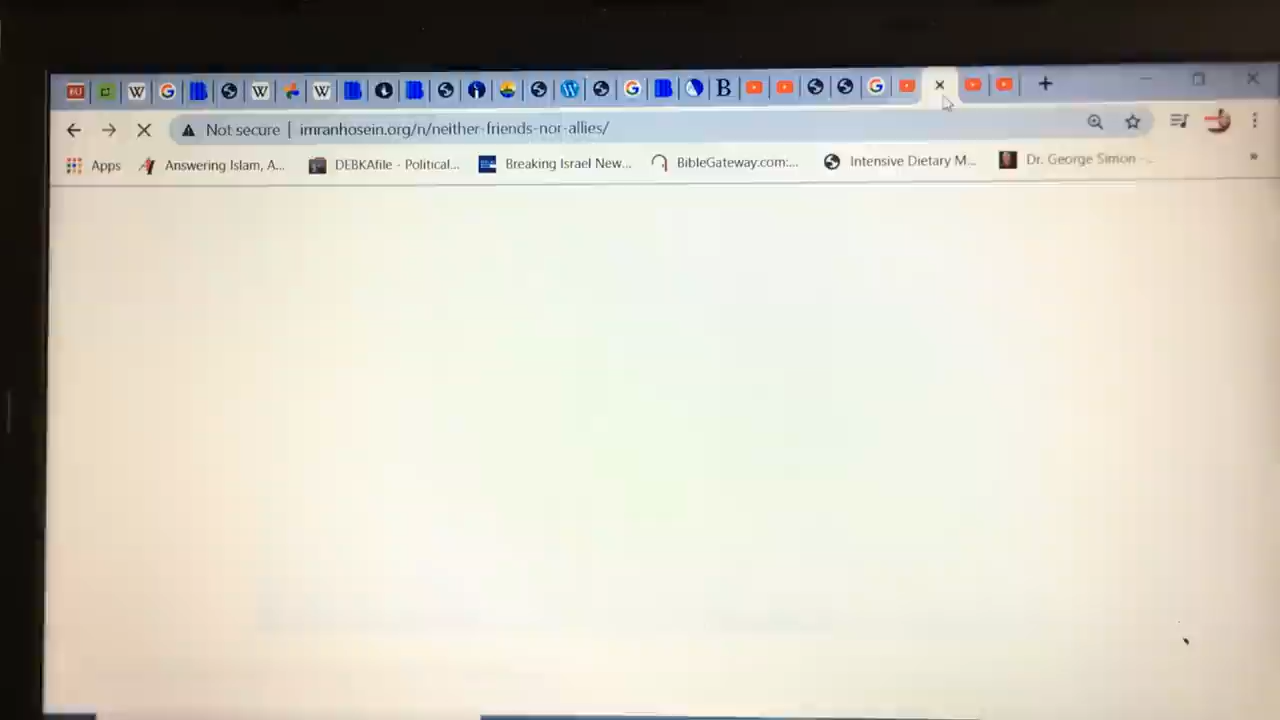 Not secure | imranhosein.org/n/neither-friends-nor-allies/
Apps Answering Islam, A... DEBKAfile - Political... Breaking Israel New... BibleGateway.com:... Intensive Dietary M... Dr. George Simon - ...